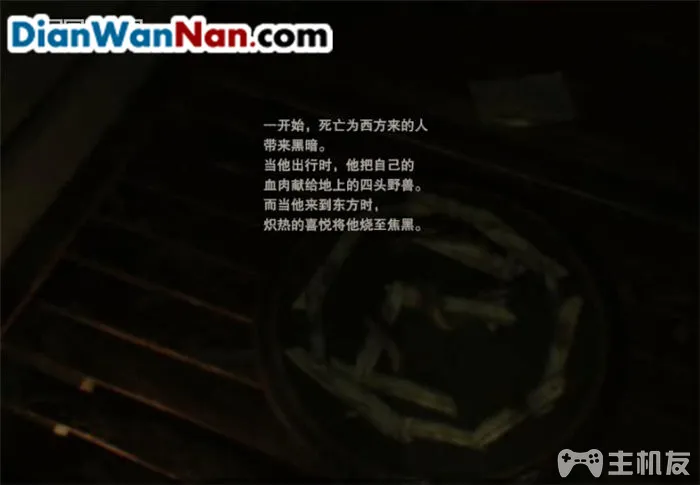 DianWanNan.com
一开始，死亡为西方来的人
带来黑暗。
当他出行时，他把自己的
血肉献给地上的四头野兽。
而当他来到东方时，
炽热的喜悦将他烧至焦黑。
主机友